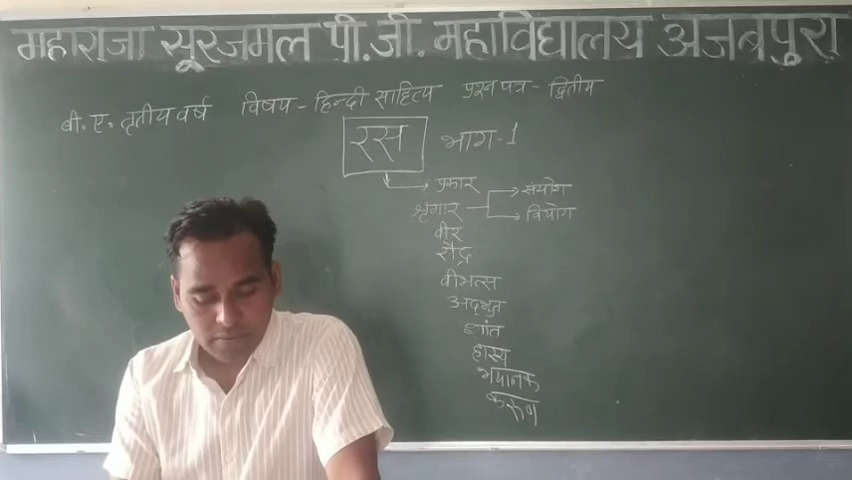 महाराजा सूरजमल पी.जी. महाविद्यालय अजबपुरा
बी. ए. तृतीय वर्ष विषय - हिन्दी साहित्य प्रश्न पत्र - द्वितीय
रस भाग-1
प्रकार
श्रृंगार संयोग
वियोग
वीर
रौद्र
वीभत्स
अद्भुत
शांत
हास्य
भयानक
करुण